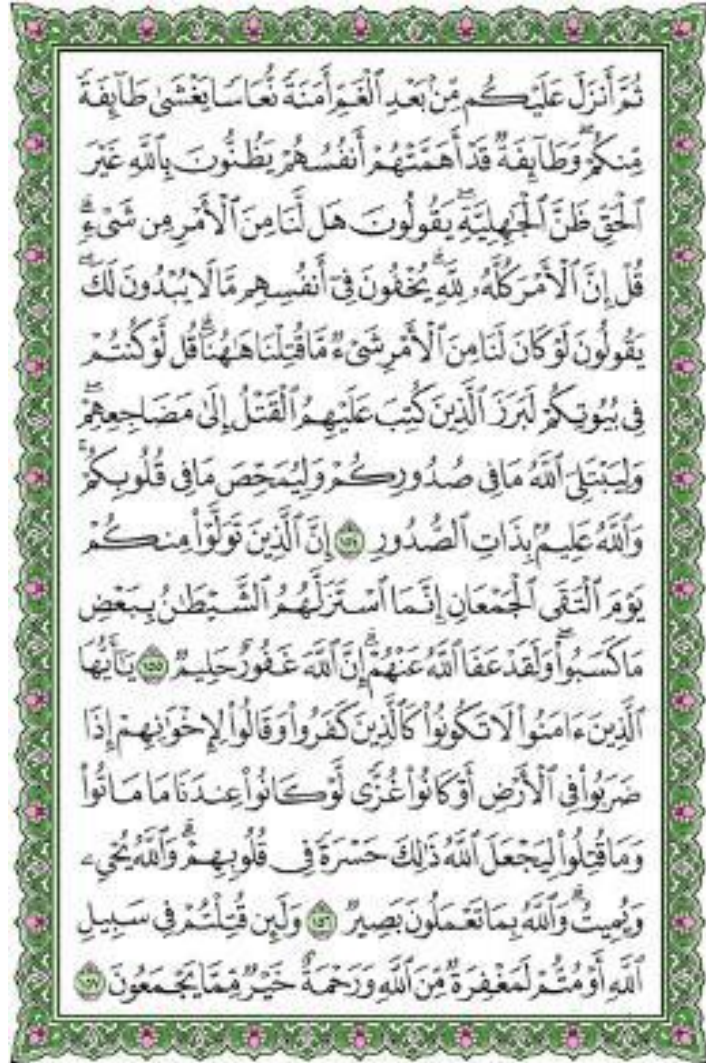 ثُمَّ أَنزَلَ عَلَيْكُم مِّنۢ بَعْدِ ٱلْغَمِّ أَمَنَةً نُّعَاسًا يَغْشَىٰ طَآئِفَةً
مِّنكُمْ ۖ وَطَآئِفَةٌ قَدْ أَهَمَّتْهُمْ أَنفُسُهُمْ يَظُنُّونَ بِٱللَّهِ غَيْرَ
ٱلْحَقِّ ظَنَّ ٱلْجَٰهِلِيَّةِ ۖ يَقُولُونَ هَل لَّنَا مِنَ ٱلْأَمْرِ مِن شَىْءٍ ۗ
قُلْ إِنَّ ٱلْأَمْرَ كُلَّهُۥ لِلَّهِ ۗ يُخْفُونَ فِىٓ أَنفُسِهِم مَّا لَا يُبْدُونَ لَكَ ۖ
يَقُولُونَ لَوْ كَانَ لَنَا مِنَ ٱلْأَمْرِ شَىْءٌ مَّا قُتِلْنَا هَٰهُنَا ۗ قُل لَّوْ كُنتُمْ
فِى بُيُوتِكُمْ لَبَرَزَ ٱلَّذِينَ كُتِبَ عَلَيْهِمُ ٱلْقَتْلُ إِلَىٰ مَضَاجِعِهِمْ ۖ
وَلِيَبْتَلِىَ ٱللَّهُ مَا فِى صُدُورِكُمْ وَلِيُمَحِّصَ مَا فِى قُلُوبِكُمْ ۗ
وَٱللَّهُ عَلِيمٌۢ بِذَاتِ ٱلصُّدُورِ ١٥٤ إِنَّ ٱلَّذِينَ تَوَلَّوْا۟ مِنكُمْ
يَوْمَ ٱلْتَقَى ٱلْجَمْعَانِ إِنَّمَا ٱسْتَزَلَّهُمُ ٱلشَّيْطَٰنُ بِبَعْضِ
مَا كَسَبُوا۟ ۖ وَلَقَدْ عَفَا ٱللَّهُ عَنْهُمْ ۗ إِنَّ ٱللَّهَ غَفُورٌ حَلِيمٌ ١٥٥ يَٰٓأَيُّهَا
ٱلَّذِينَ ءَامَنُوا۟ لَا تَكُونُوا۟ كَٱلَّذِينَ كَفَرُوا۟ وَقَالُوا۟ لِإِخْوَٰنِهِمْ إِذَا
ضَرَبُوا۟ فِى ٱلْأَرْضِ أَوْ كَانُوا۟ غُزًّى لَّوْ كَانُوا۟ عِندَنَا مَا مَاتُوا۟
وَمَا قُتِلُوا۟ لِيَجْعَلَ ٱللَّهُ ذَٰلِكَ حَسْرَةً فِى قُلُوبِهِمْ ۗ وَٱللَّهُ يُحْىِۦ
وَيُمِيتُ ۗ وَٱللَّهُ بِمَا تَعْمَلُونَ بَصِيرٌ ١٥٦ وَلَئِن قُتِلْتُمْ فِى سَبِيلِ
ٱللَّهِ أَوْ مُتُّمْ لَمَغْفِرَةٌ مِّنَ ٱللَّهِ وَرَحْمَةٌ خَيْرٌ مِّمَّا يَجْمَعُونَ ١٥٧